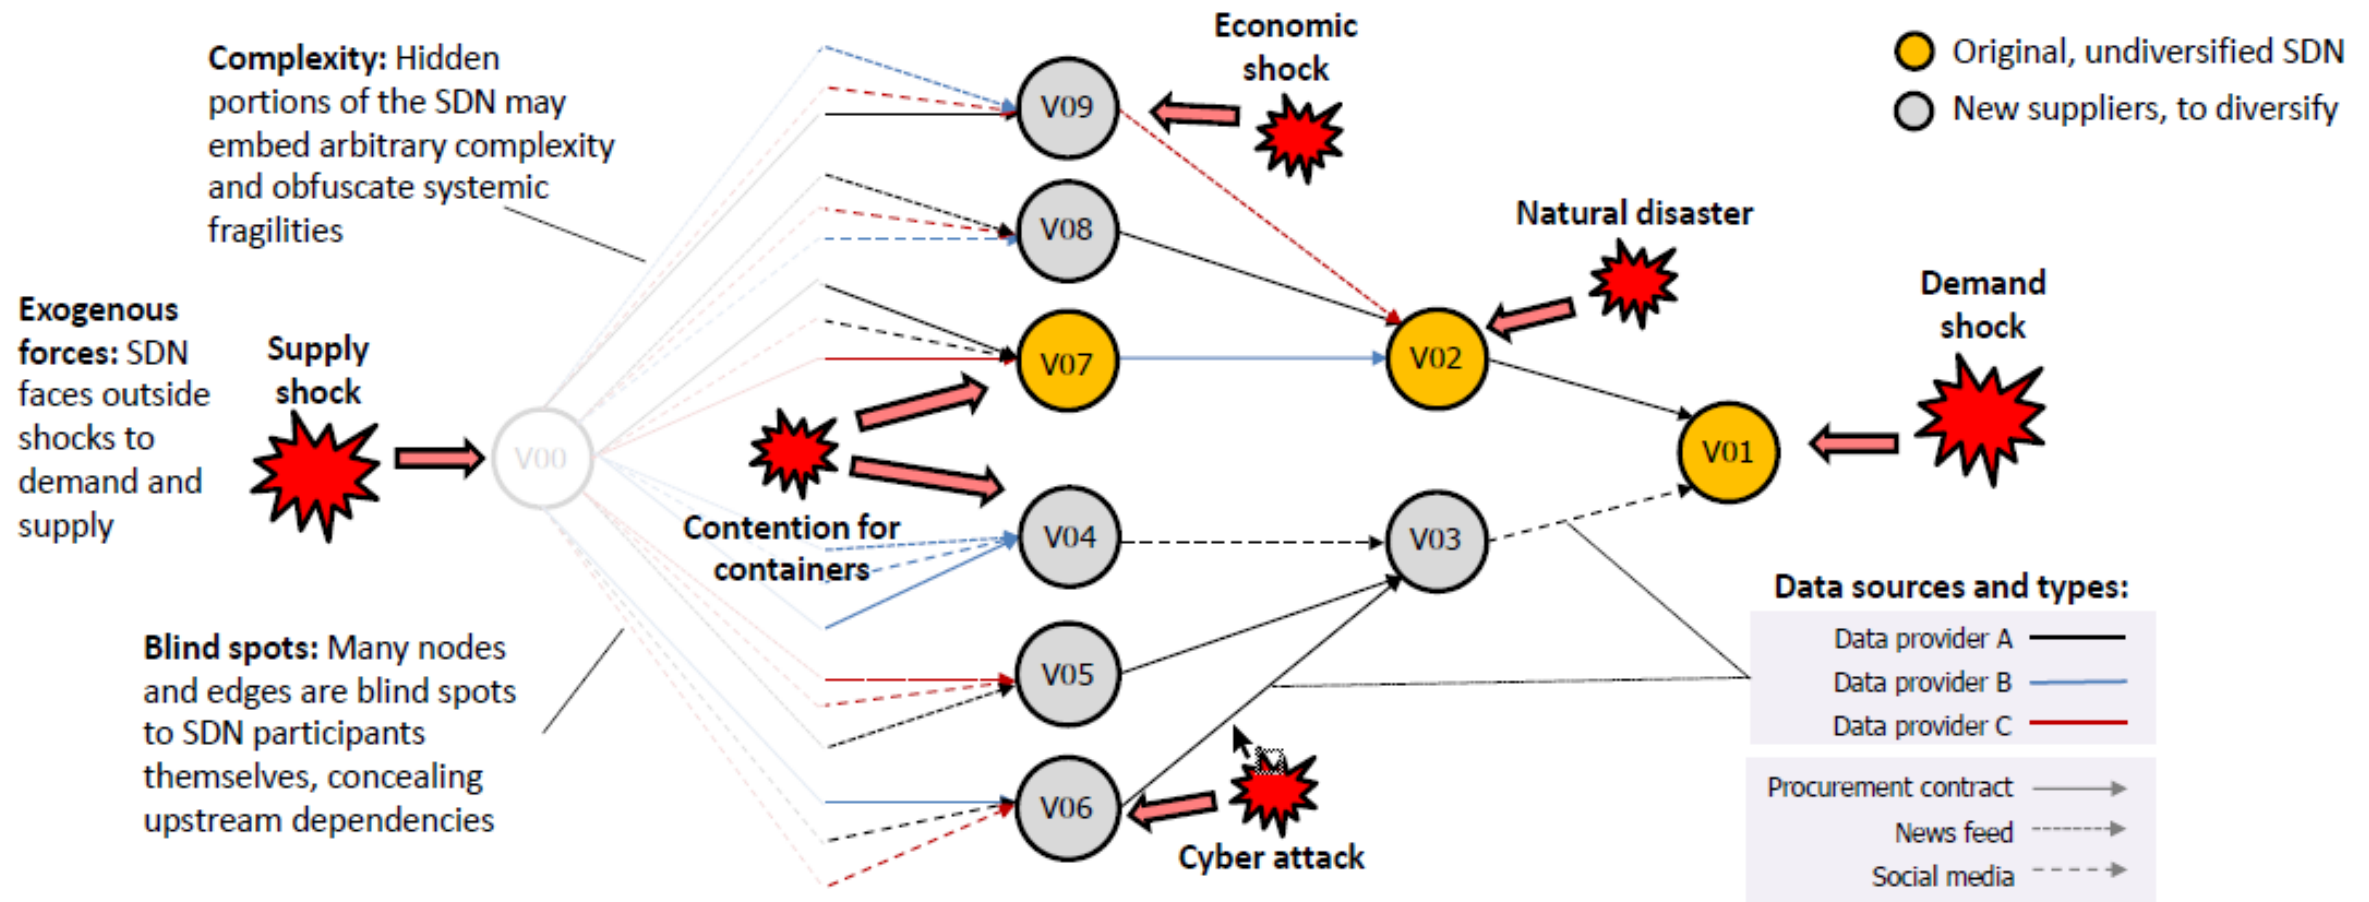 Complexity: Hidden
portions of the SDN may
embed arbitrary complexity
and obfuscate systemic
fragilities
Exogenous
forces: SDN
faces outside
shocks to
demand and
supply
Supply
shock
V00
Blind spots: Many nodes
and edges are blind spots
to SDN participants
themselves, concealing
upstream dependencies
V09
V08
V07
V04
V05
V06
Contention for
containers
Economic
shock
V02
V03
Cyber attack
Natural disaster
V01
Demand
shock
Original, undiversified SDN
New suppliers, to diversify
Data sources and types:
Data provider A
Data provider B
Data provider C
Procurement contract
News feed
Social media